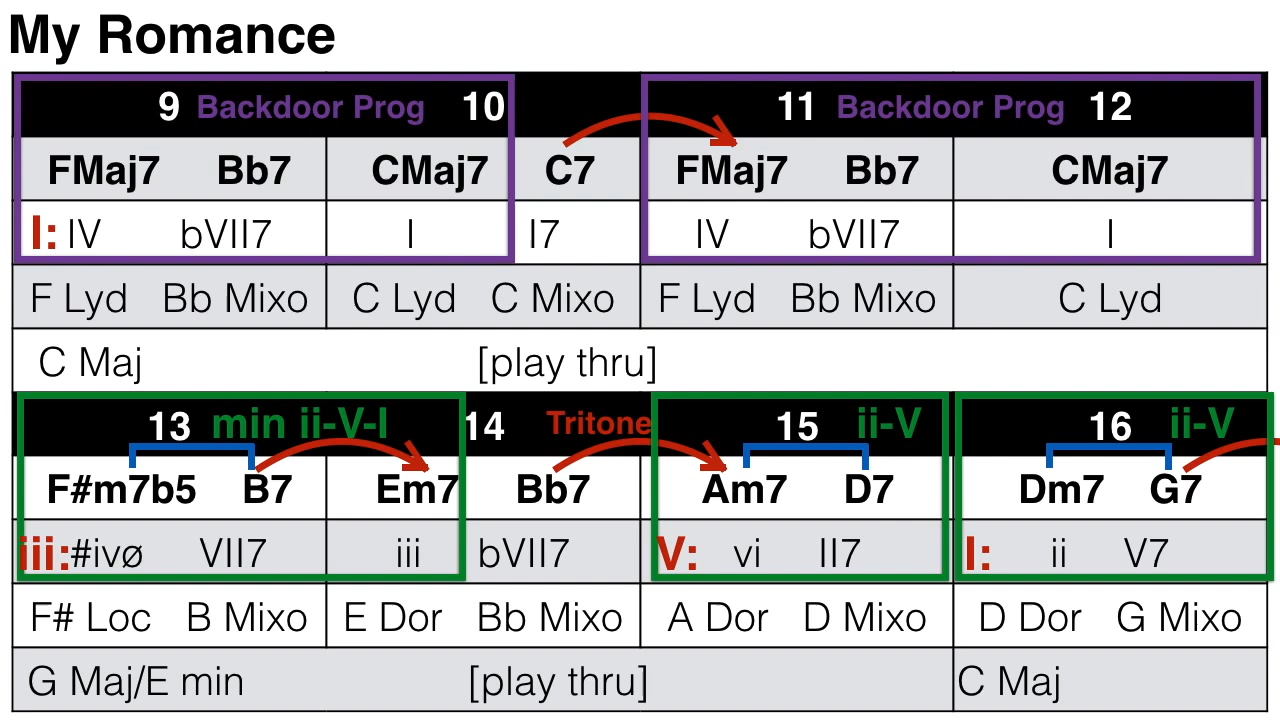 My Romance
9 Backdoor Prog 10 11 Backdoor Prog 12
FMaj7 Bb7 CMaj7 C7 FMaj7 Bb7 CMaj7
I: IV bVII7 I I7 IV bVII7 I
F Lyd Bb Mixo C Lyd C Mixo F Lyd Bb Mixo C Lyd
C Maj [play thru]
13 min ii-V-I 14 Tritone 15 ii-V 16 ii-V
F#m7b5 B7 Em7 Bb7 Am7 D7 Dm7 G7
iii: #ivø VII7 iii bVII7 V: vi II7 I: ii V7
F# Loc B Mixo E Dor Bb Mixo A Dor D Mixo D Dor G Mixo
G Maj/E min [play thru] C Maj